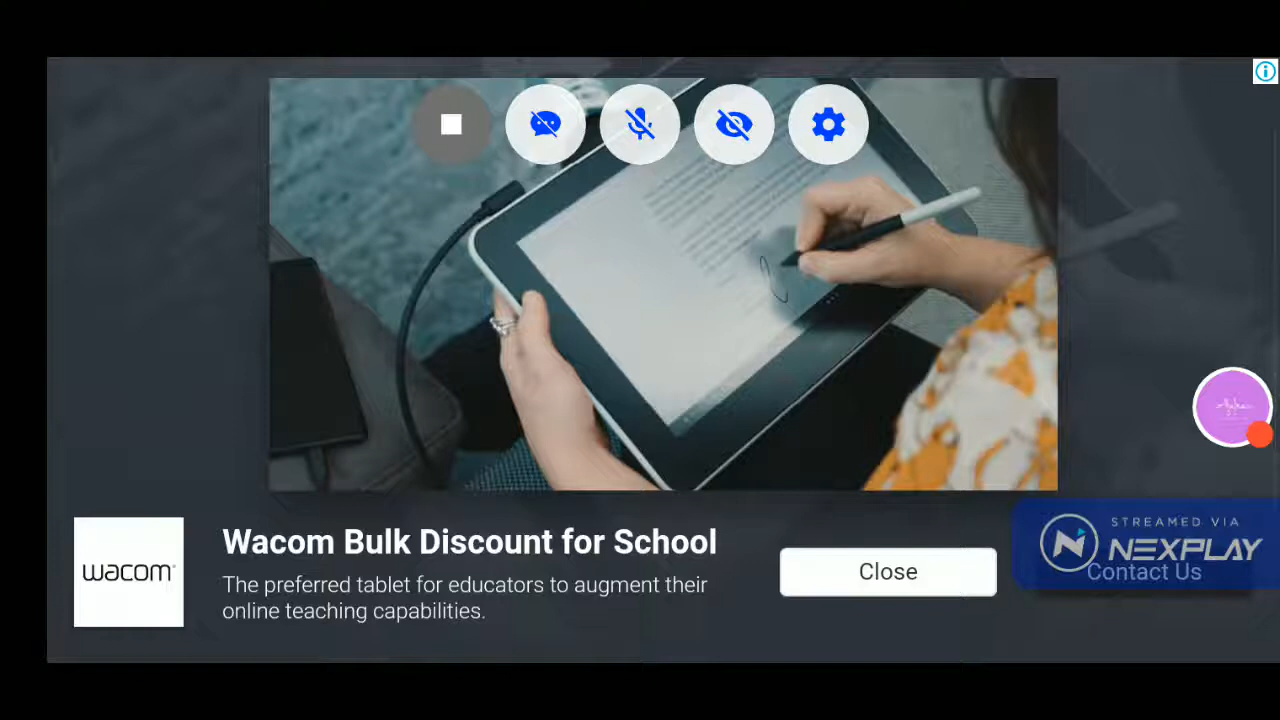 Wacom Bulk Discount for School
The preferred tablet for educators to augment their
online teaching capabilities.
wacom
Close
STREAMED VIA
NEXPLAY
Contact Us